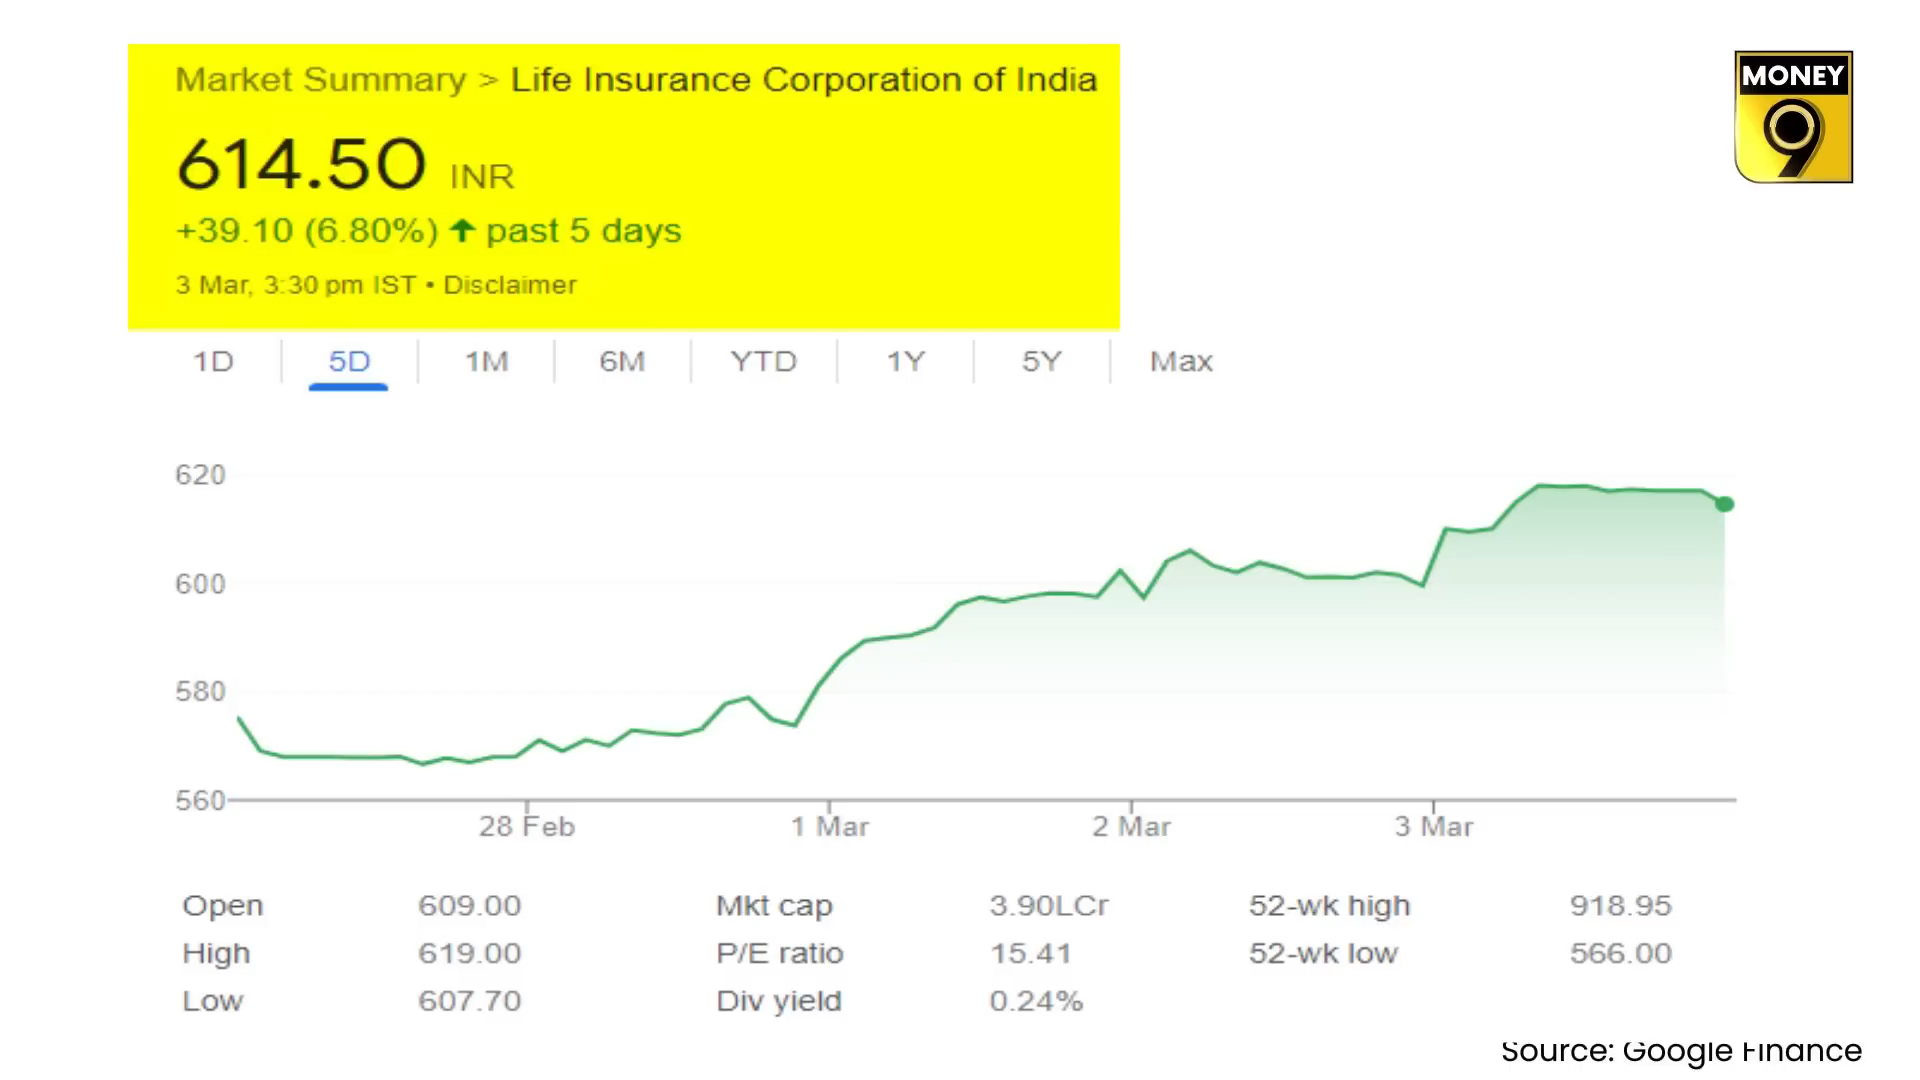 Market Summary > Life Insurance Corporation of India
MONEY
9
614.50 INR
+39.10 (6.80%) ↑ past 5 days
3 Mar, 3:30 pm IST • Disclaimer
1D 5D 1M 6M YTD 1Y 5Y Max
620
600
580
560
28 Feb 1 Mar 2 Mar 3 Mar
Open 609.00 Mkt cap 3.90LCr 52-wk high 918.95
High 619.00 P/E ratio 15.41 52-wk low 566.00
Low 607.70 Div yield 0.24%
Source: Google Finance